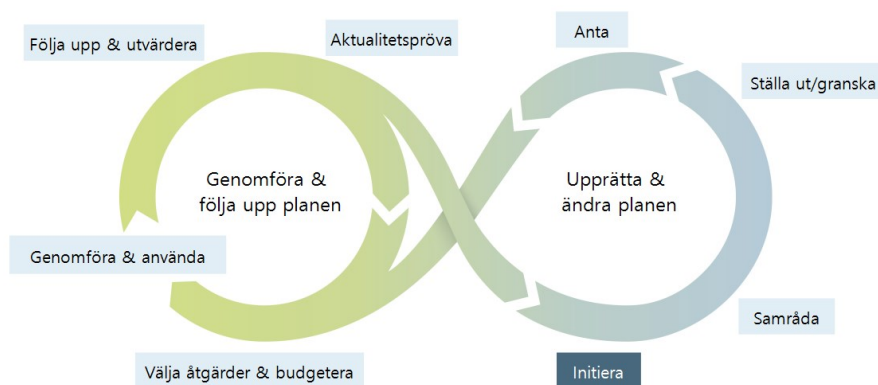 Följa upp & utvärdera
Aktualitetspröva
Anta
Ställa ut/granska
Genomföra &
följa upp planen
Upprätta &
ändra planen
Genomföra & använda
Samråda
Välja åtgärder & budgetera
Initiera